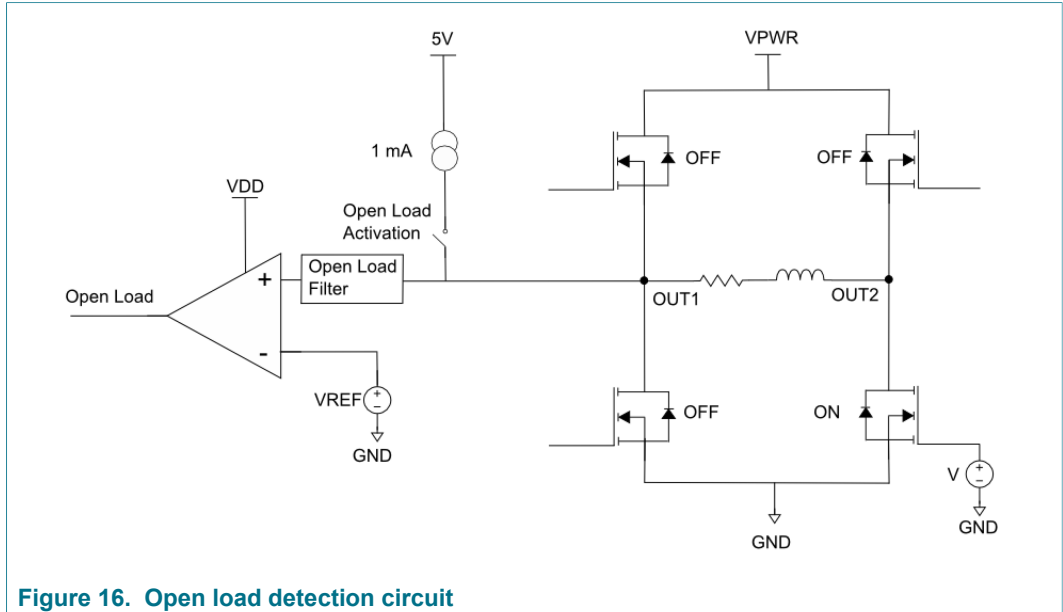 5V
VPWR
1 mA
OFF
OFF
VDD
Open Load
Activation
+
Open Load
Filter
Open Load
OUT1
OUT2
-
VREF
+
-
GND
OFF
ON
V
+
-
GND
GND
Figure 16. Open load detection circuit